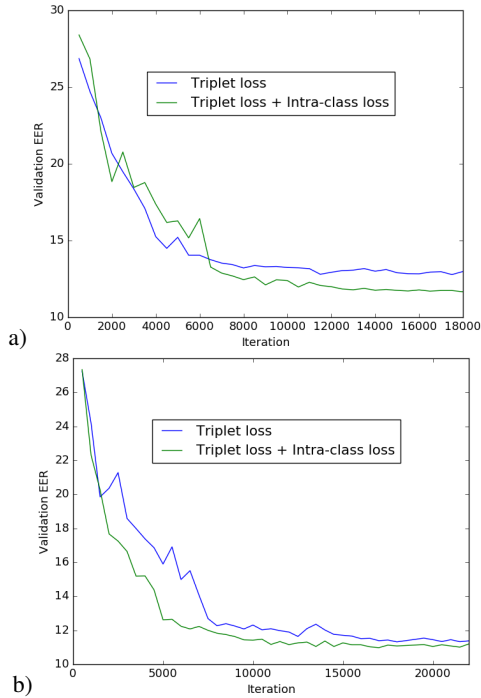 30
25
20
15
10
Validation EER
Triplet loss
Triplet loss + Intra-class loss
0 2000 4000 6000 8000 10000 12000 14000 16000 18000
Iteration
a)
28
26
24
22
20
18
16
14
12
10
Validation EER
Triplet loss
Triplet loss + Intra-class loss
0 5000 10000 15000 20000
Iteration
b)